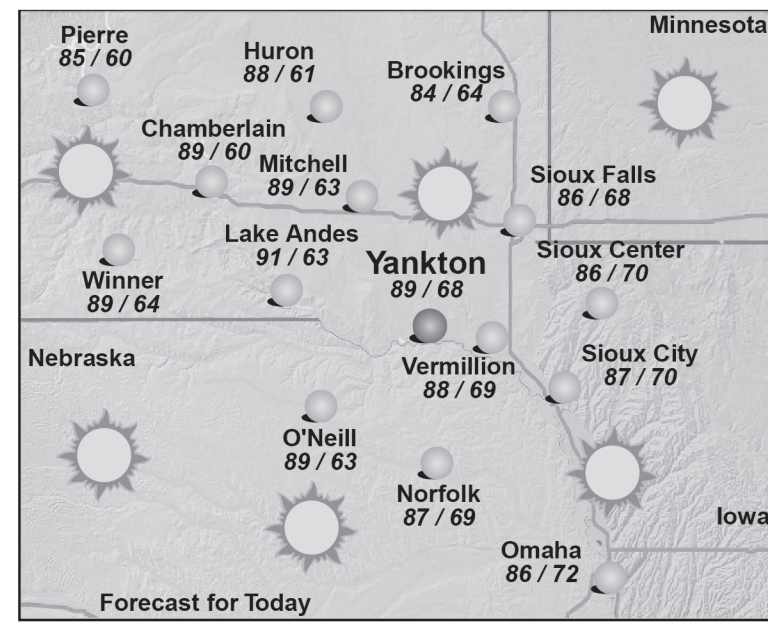 Minnesota
Pierre
85 / 60
Huron
88 / 61
Brookings
84 / 64
Chamberlain
89 / 60
Mitchell
89 / 63
Sioux Falls
86 / 68
Lake Andes
91 / 63
Yankton
89 / 68
Sioux Center
86 / 70
Winner
89 / 64
Nebraska
Vermillion
88 / 69
Sioux City
87 / 70
O'Neill
89 / 63
Norfolk
87 / 69
Iowa
Omaha
86 / 72
Forecast for Today